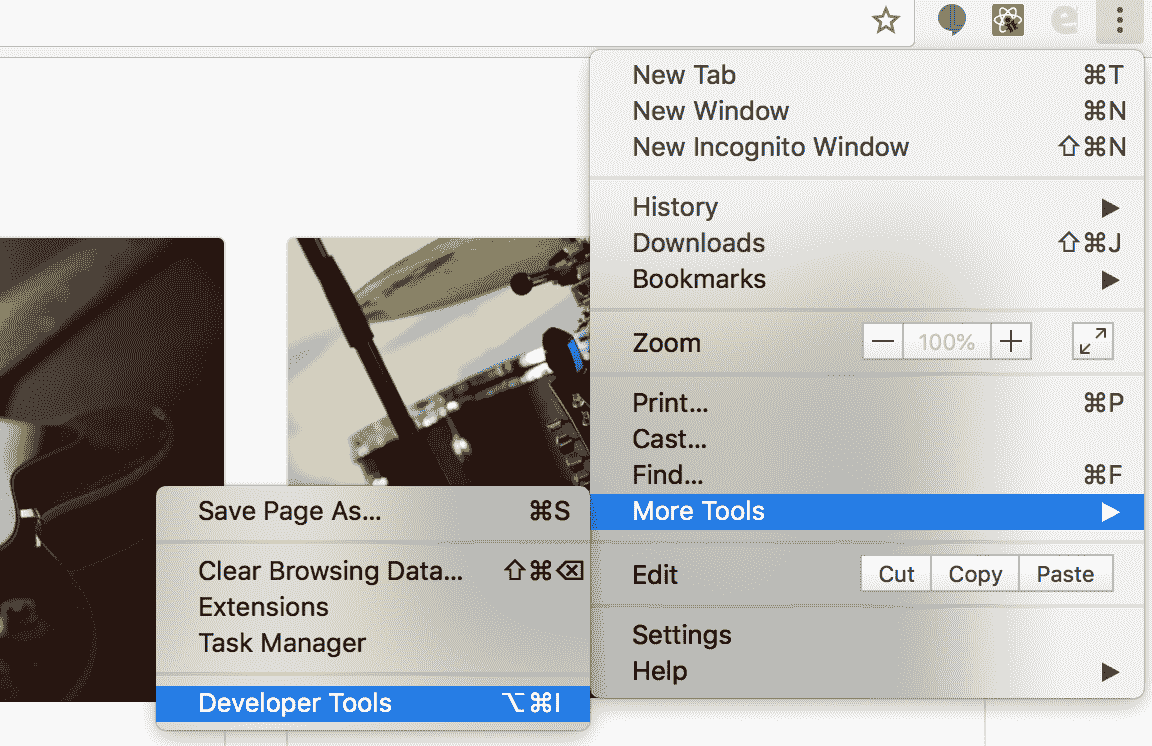 New Tab ⌘T
New Window ⌘N
New Incognito Window ⇧⌘N
History ▶
Downloads ⇧⌘J
Bookmarks ▶
Zoom — 100% +
Print... ⌘P
Cast...
Find... ⌘F
More Tools ▶
Edit Cut Copy Paste
Settings
Help ▶
Save Page As... ⌘S
Clear Browsing Data... ⇧⌘⌫
Extensions
Task Manager
Developer Tools ⌥⌘I